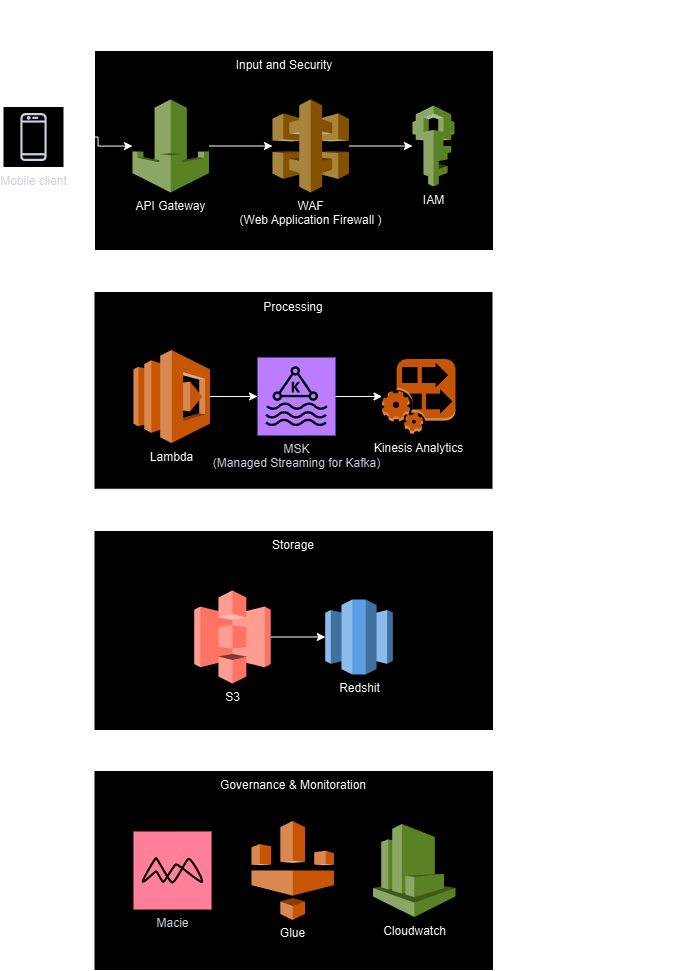 Input and Security
Mobile client
API Gateway
WAF
(Web Application Firewall )
IAM
Processing
K
Lambda
MSK
(Managed Streaming for Kafka)
Kinesis Analytics
Storage
S3
Redshit
Governance & Monitoration
Macie
Glue
Cloudwatch